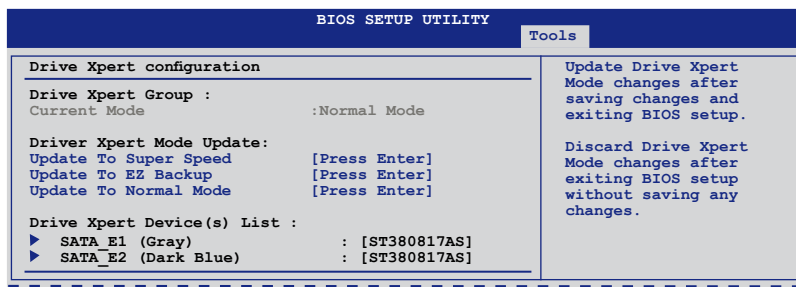 BIOS SETUP UTILITY
Tools
Drive Xpert configuration
Drive Xpert Group :
Current Mode :Normal Mode
Driver Xpert Mode Update:
Update To Super Speed [Press Enter]
Update To EZ Backup [Press Enter]
Update To Normal Mode [Press Enter]
Drive Xpert Device(s) List :
SATA_E1 (Gray) : [ST380817AS]
SATA_E2 (Dark Blue) : [ST380817AS]
Update Drive Xpert
Mode changes after
saving changes and
exiting BIOS setup.
Discard Drive Xpert
Mode changes after
exiting BIOS setup
without saving any
changes.